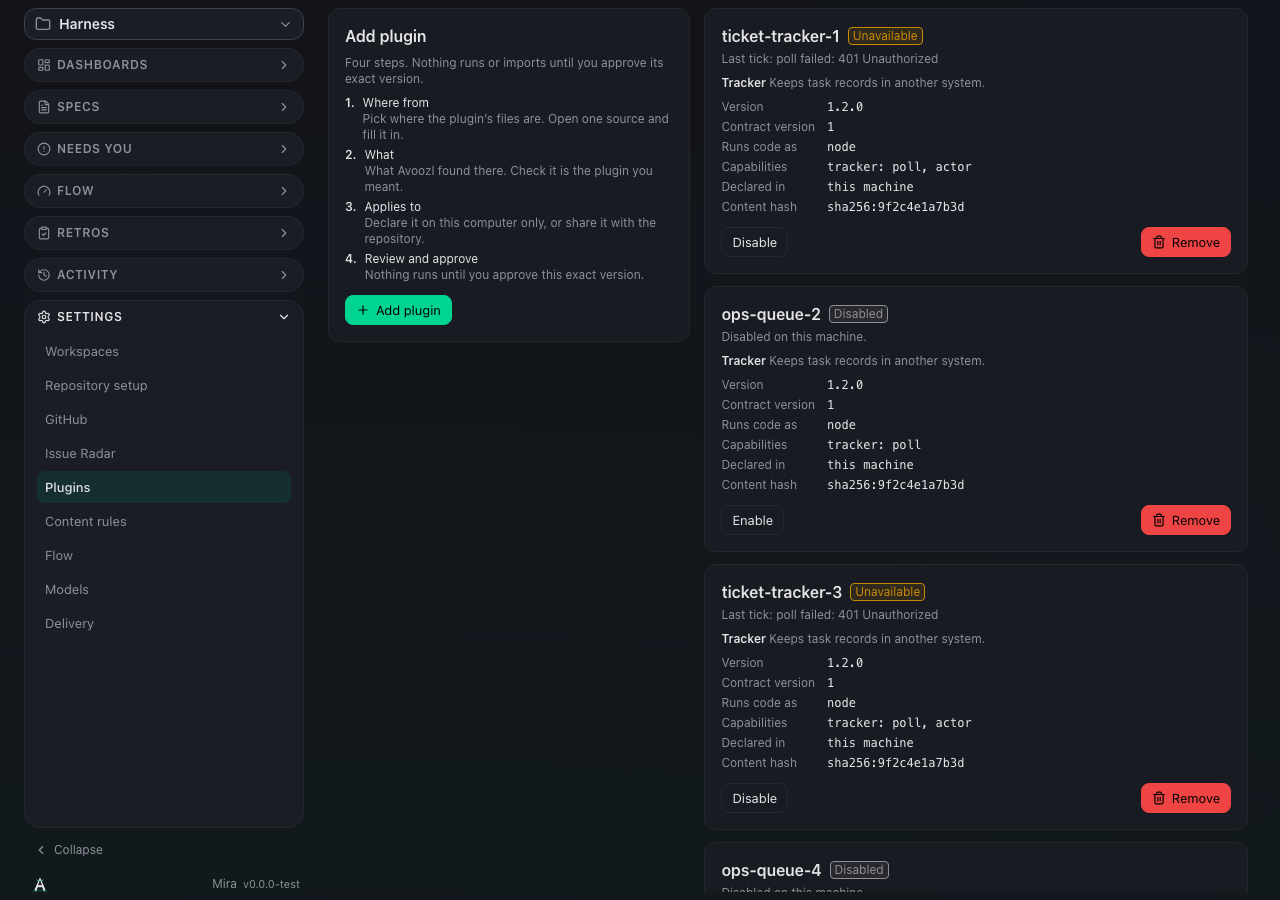 Harness
DASHBOARDS
SPECS
NEEDS YOU
FLOW
RETROS
ACTIVITY
SETTINGS
Workspaces
Repository setup
GitHub
Issue Radar
Plugins
Content rules
Flow
Models
Delivery
Collapse
A
Mira v0.0.0-test
Add plugin
Four steps. Nothing runs or imports until you approve its
exact version.
1. Where from
Pick where the plugin's files are. Open one source and
fill it in.
2. What
What Avoozl found there. Check it is the plugin you
meant.
3. Applies to
Declare it on this computer only, or share it with the
repository.
4. Review and approve
Nothing runs until you approve this exact version.
+ Add plugin
ticket-tracker-1 Unavailable
Last tick: poll failed: 401 Unauthorized
Tracker Keeps task records in another system.
Version 1.2.0
Contract version 1
Runs code as node
Capabilities tracker: poll, actor
Declared in this machine
Content hash sha256:9f2c4e1a7b3d
Disable Remove
ops-queue-2 Disabled
Disabled on this machine.
Tracker Keeps task records in another system.
Version 1.2.0
Contract version 1
Runs code as node
Capabilities tracker: poll
Declared in this machine
Content hash sha256:9f2c4e1a7b3d
Enable Remove
ticket-tracker-3 Unavailable
Last tick: poll failed: 401 Unauthorized
Tracker Keeps task records in another system.
Version 1.2.0
Contract version 1
Runs code as node
Capabilities tracker: poll, actor
Declared in this machine
Content hash sha256:9f2c4e1a7b3d
Disable Remove
ops-queue-4 Disabled
Disabled on this machine.